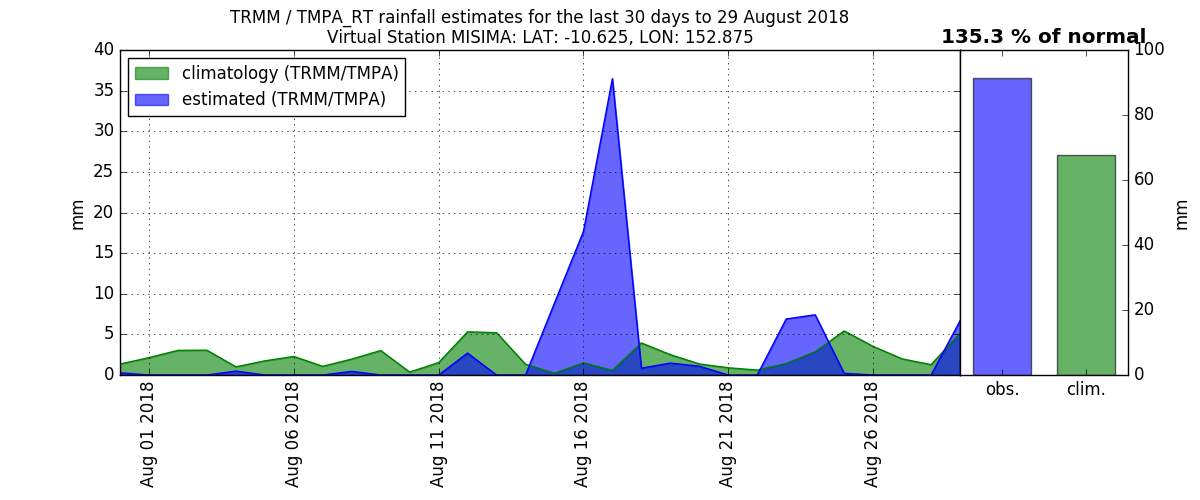 TRMM / TMPA_RT rainfall estimates for the last 30 days to 29 August 2018
Virtual Station MISIMA: LAT: -10.625, LON: 152.875
135.3 % of normal
climatology (TRMM/TMPA)
estimated (TRMM/TMPA)
40
35
30
25
20
15
10
5
0
mm
Aug 01 2018
Aug 06 2018
Aug 11 2018
Aug 16 2018
Aug 21 2018
Aug 26 2018
obs.
clim.
100
80
60
40
20
0
mm